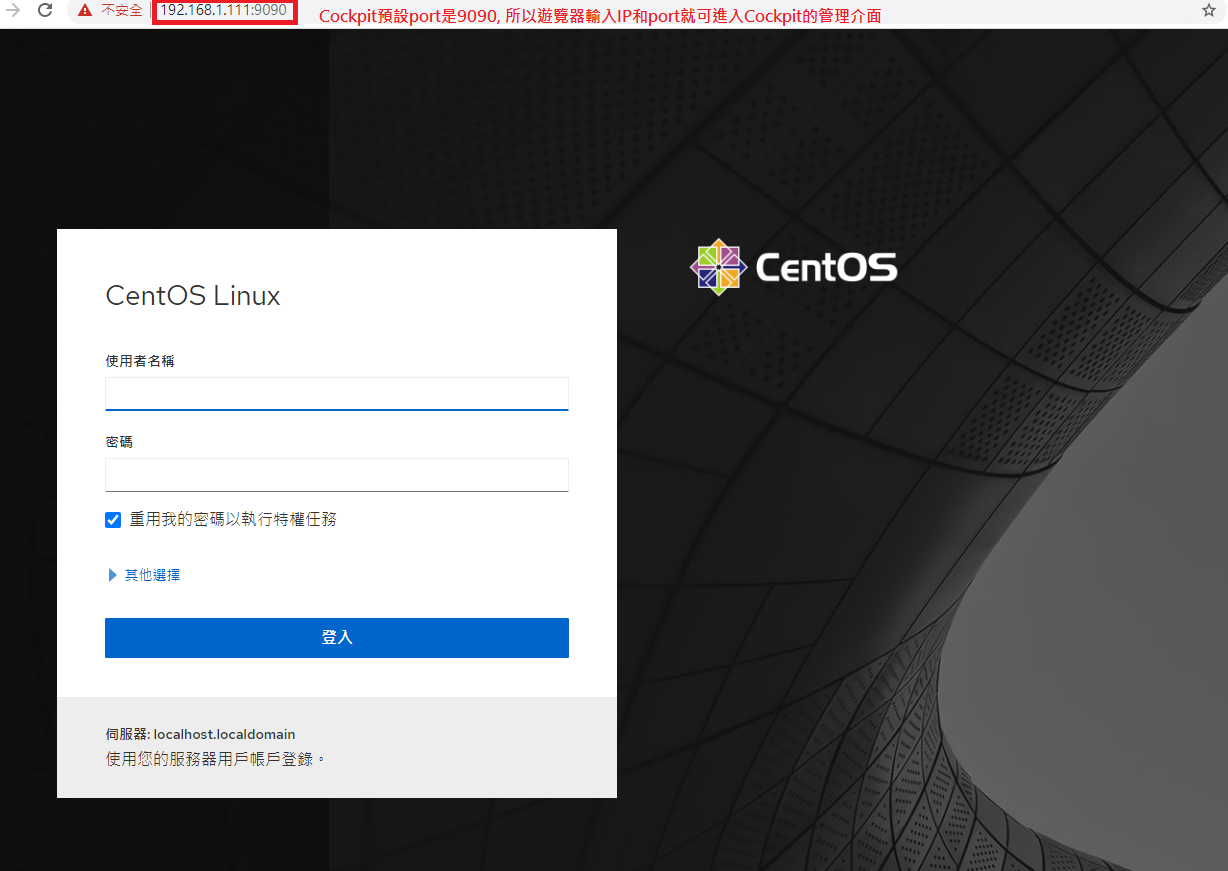 不安全
192.168.1.111:9090
Cockpit預設port是9090, 所以遊覽器輸入IP和port就可進入Cockpit的管理介面
CentOS
CentOS Linux
使用者名稱
密碼
重用我的密碼以執行特權任務
其他選擇
登入
伺服器: localhost.localdomain
使用您的服務器用戶帳戶登錄。